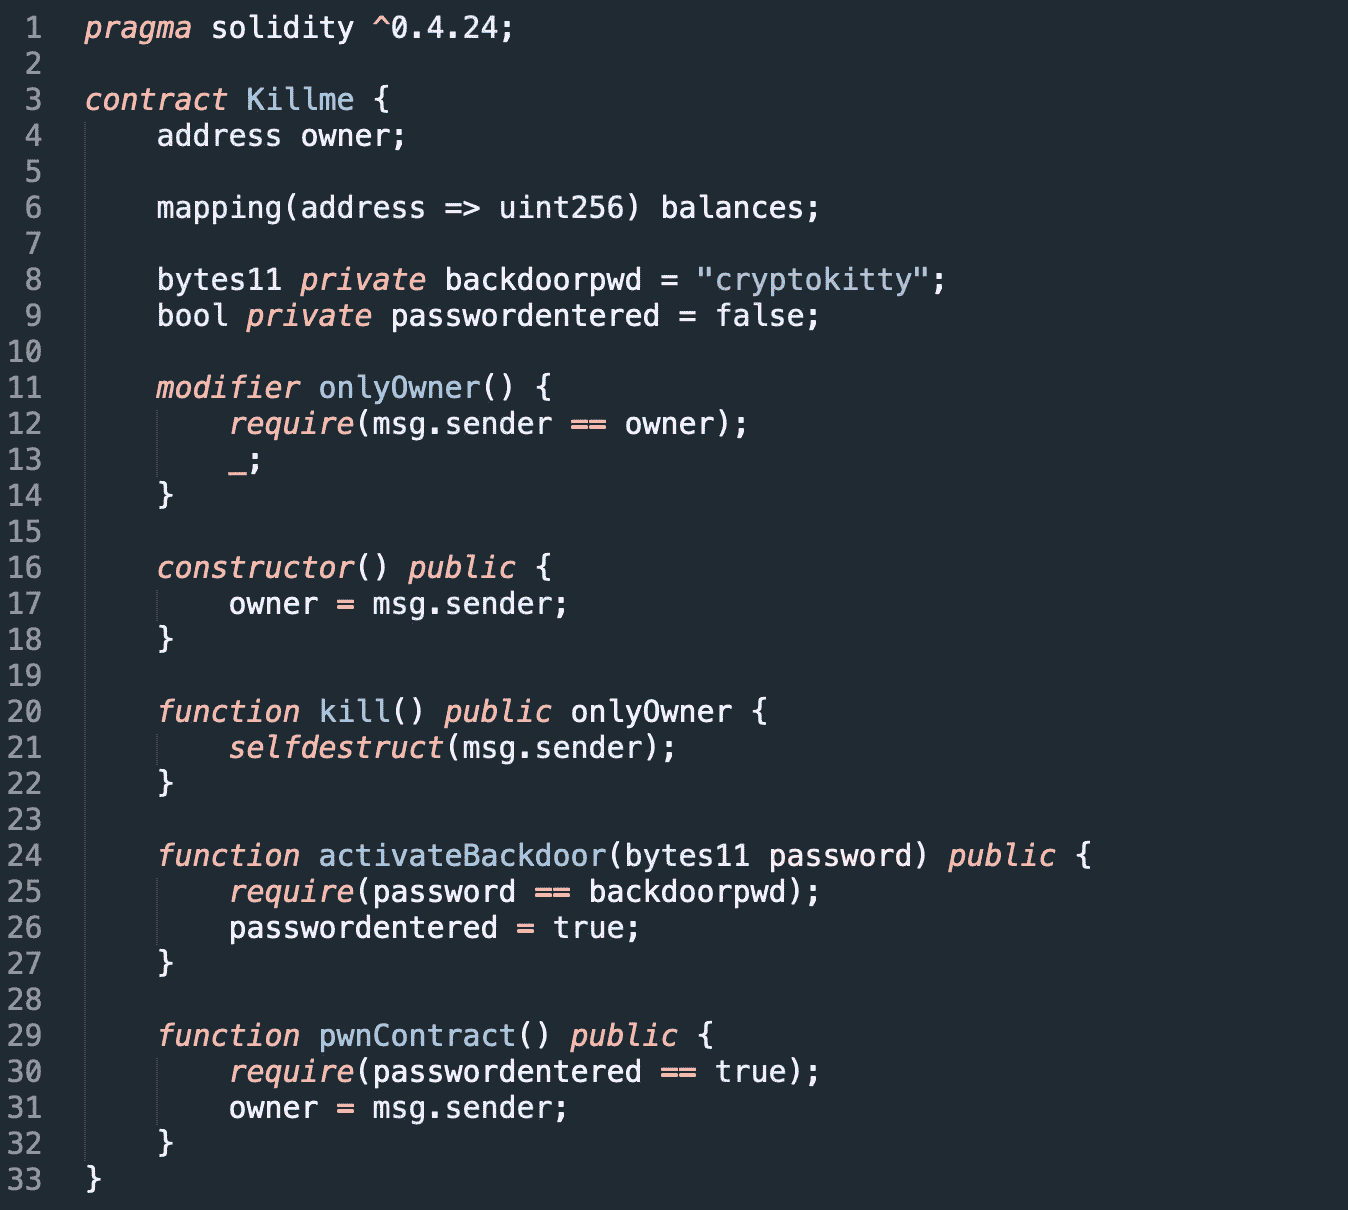 1 pragma solidity ^0.4.24;
2
3 contract Killme {
4     address owner;
5
6     mapping(address => uint256) balances;
7
8     bytes11 private backdoorpwd = "cryptokitty";
9     bool private passwordentered = false;
10
11     modifier onlyOwner() {
12         require(msg.sender == owner);
13         _;
14     }
15
16     constructor() public {
17         owner = msg.sender;
18     }
19
20     function kill() public onlyOwner {
21         selfdestruct(msg.sender);
22     }
23
24     function activateBackdoor(bytes11 password) public {
25         require(password == backdoorpwd);
26         passwordentered = true;
27     }
28
29     function pwnContract() public {
30         require(passwordentered == true);
31         owner = msg.sender;
32     }
33 }